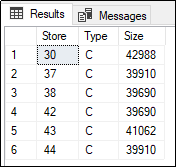 Results Messages
Store Type Size
1 30 C 42988
2 37 C 39910
3 38 C 39690
4 42 C 39690
5 43 C 41062
6 44 C 39910